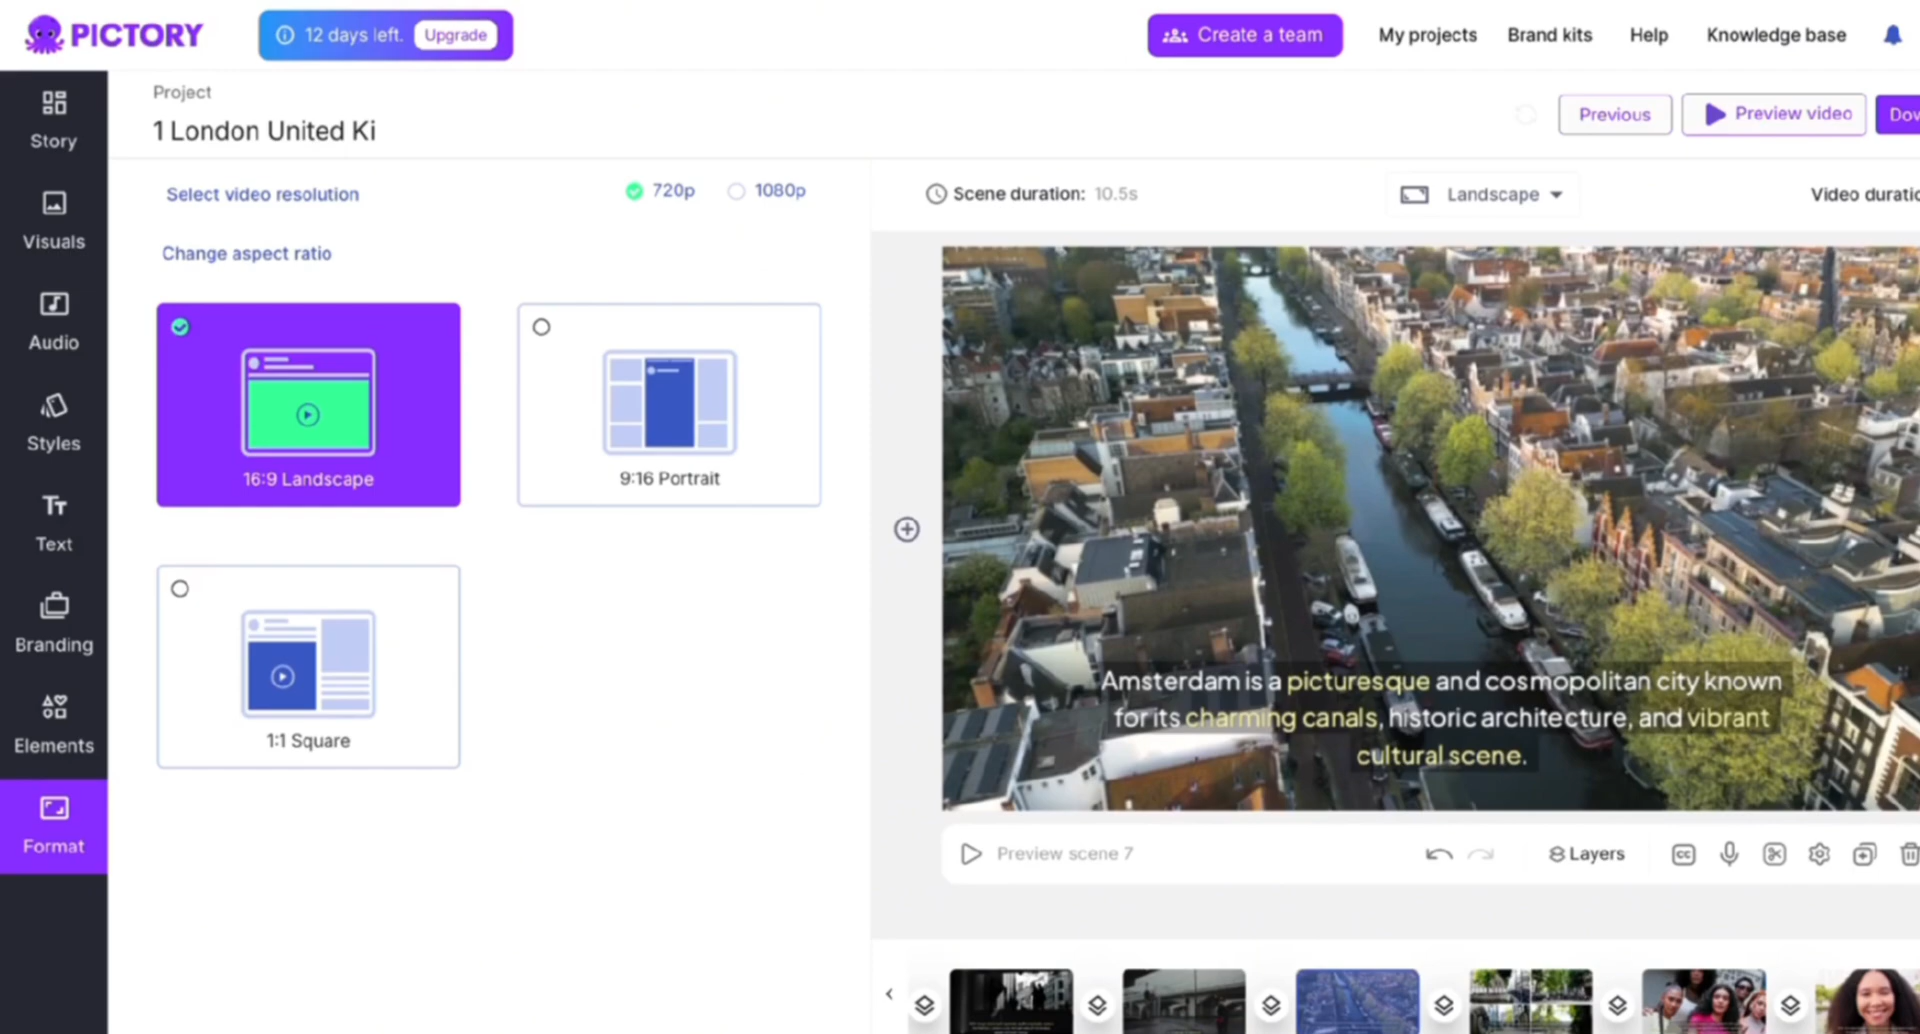 PICTORY
12 days left. Upgrade
Create a team
My projects
Brand kits
Help
Knowledge base
Story
Visuals
Audio
Styles
Text
Branding
Elements
Format
Project
1 London United Ki
Previous
Preview video
Dow
Select video resolution
720p
1080p
Change aspect ratio
16:9 Landscape
9:16 Portrait
1:1 Square
Scene duration: 10.5s
Landscape
Video duratio
Amsterdam is a picturesque and cosmopolitan city known
for its charming canals, historic architecture, and vibrant
cultural scene.
Preview scene 7
Layers
CC